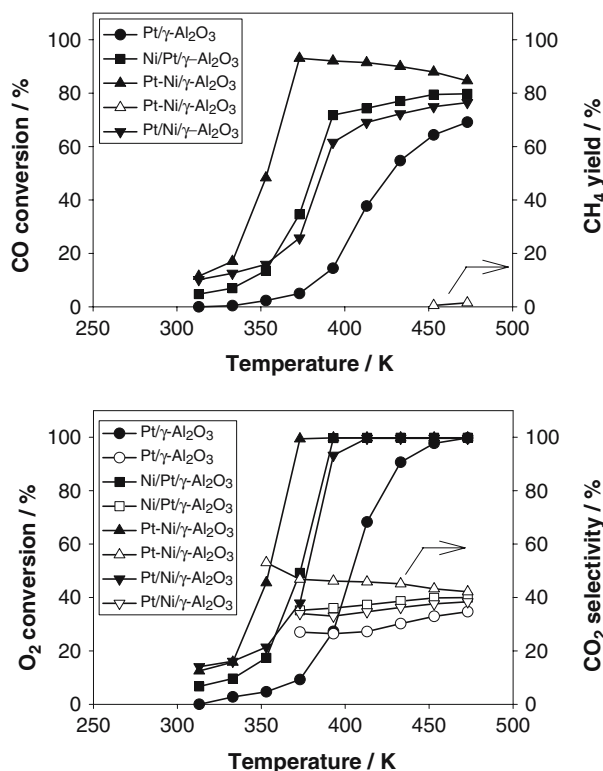 CO conversion / %
100
80
60
40
20
0
Pt/γ-Al2O3
Ni/Pt/γ–Al2O3
Pt-Ni/γ-Al2O3
Pt-Ni/γ-Al2O3
Pt/Ni/γ–Al2O3
100
80
60
40
20
0
CH4 yield / %
250 300 350 400 450 500
Temperature / K
O2 conversion / %
100
80
60
40
20
0
Pt/γ-Al2O3
Pt/γ-Al2O3
Ni/Pt/γ-Al2O3
Ni/Pt/γ-Al2O3
Pt-Ni/γ-Al2O3
Pt-Ni/γ-Al2O3
Pt/Ni/γ-Al2O3
Pt/Ni/γ-Al2O3
100
80
60
40
20
0
CO2 selectivity / %
250 300 350 400 450 500
Temperature / K